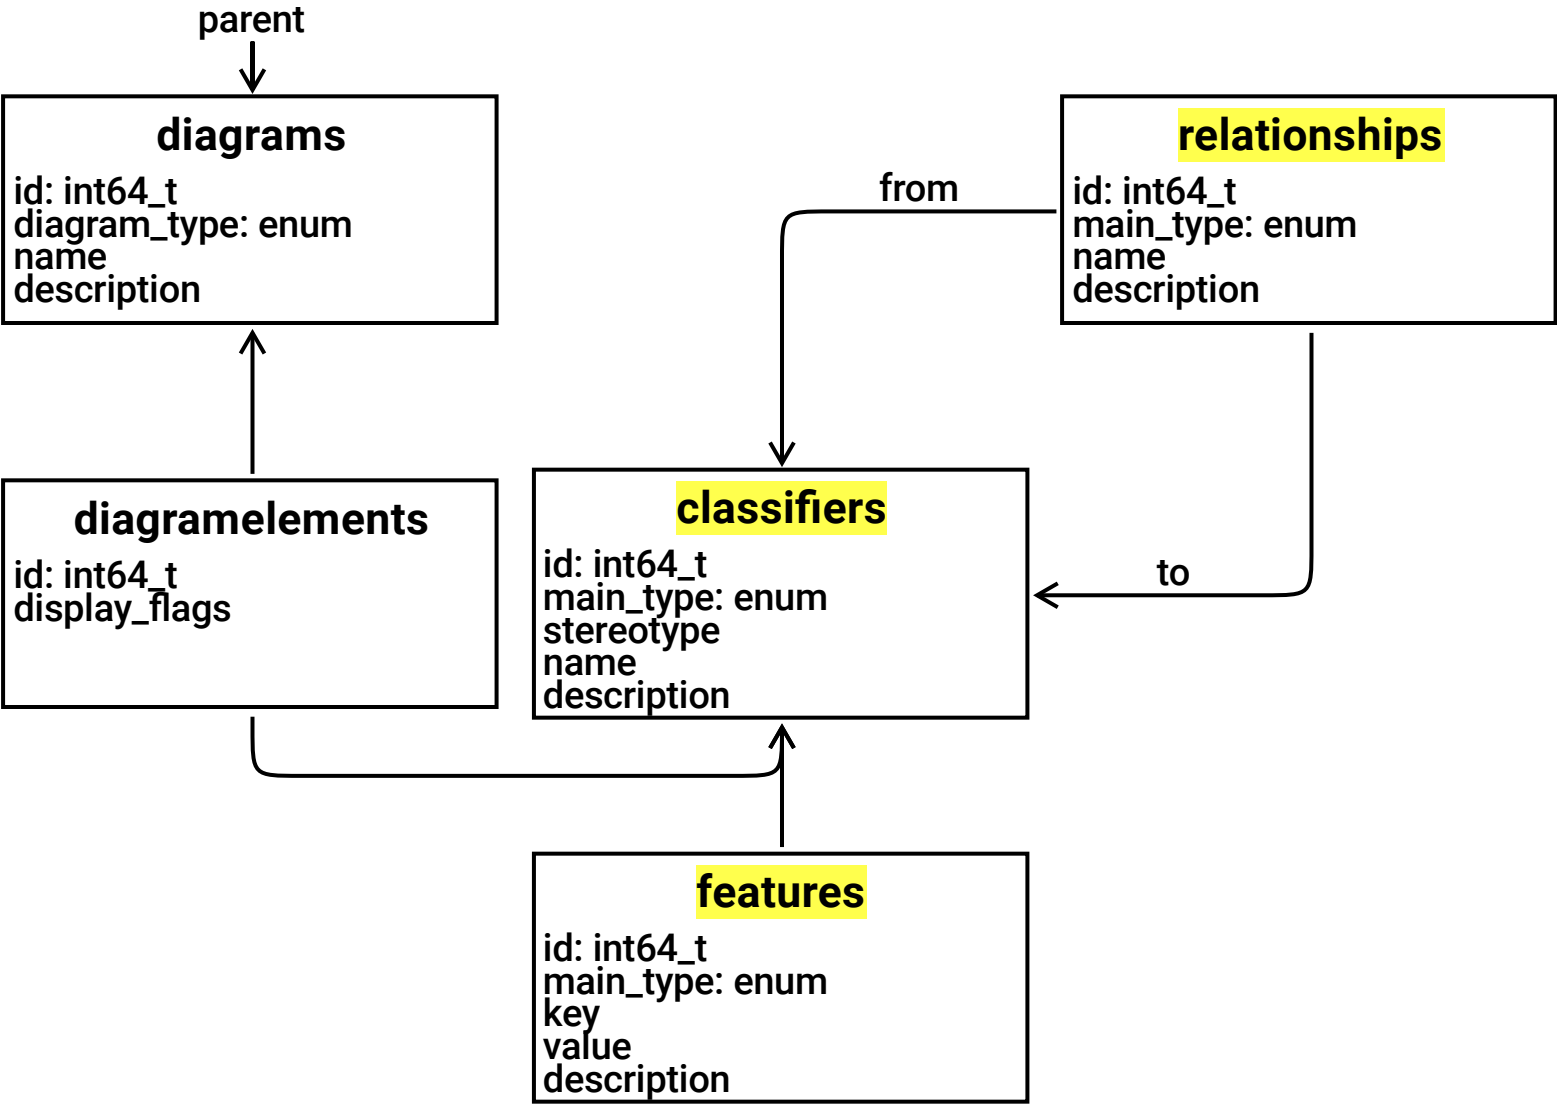 parent
diagrams
id: int64_t
diagram_type: enum
name
description
relationships
id: int64_t
main_type: enum
name
description
from
diagramelements
id: int64_t
display_flags
classifiers
id: int64_t
main_type: enum
stereotype
name
description
to
features
id: int64_t
main_type: enum
key
value
description